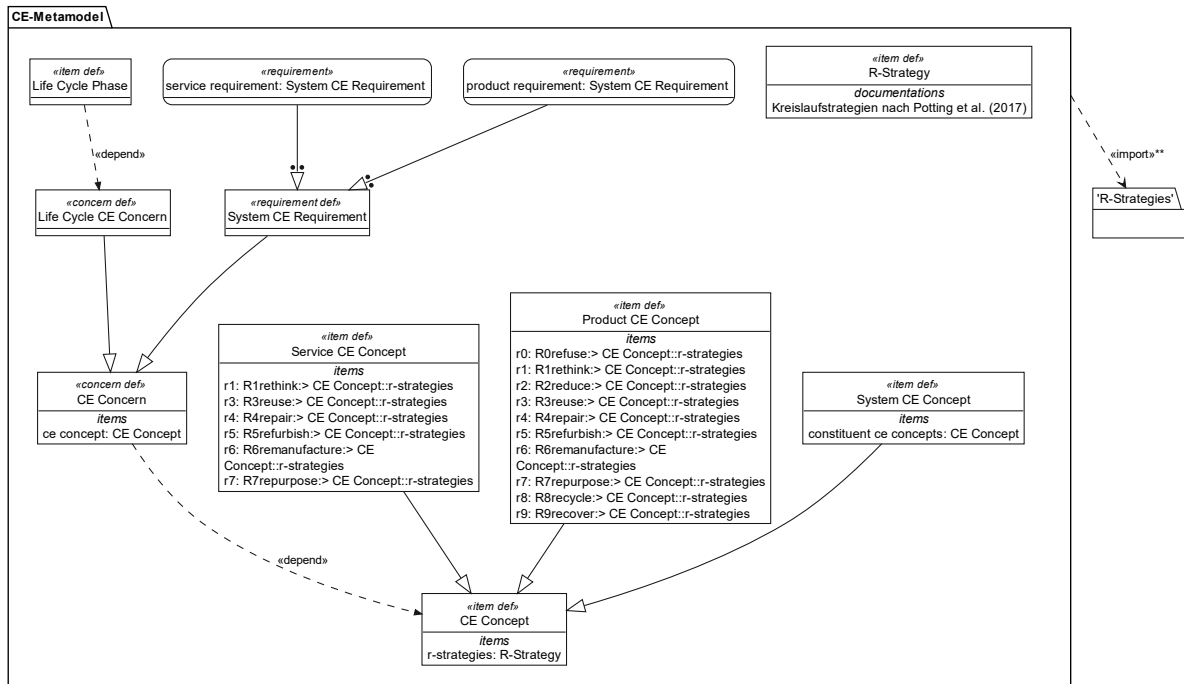 CE-Metamodel
«item def»
Life Cycle Phase
«requirement»
service requirement: System CE Requirement
«requirement»
product requirement: System CE Requirement
«item def»
R-Strategy
documentations
Kreislaufstrategien nach Potting et al. (2017)
«depend»
«import»**
'R-Strategies'
«concern def»
Life Cycle CE Concern
«requirement def»
System CE Requirement
«item def»
Service CE Concept
items
r1: R1rethink:> CE Concept::r-strategies
r3: R3reuse:> CE Concept::r-strategies
r4: R4repair:> CE Concept::r-strategies
r5: R5refurbish:> CE Concept::r-strategies
r6: R6remanufacture:> CE
Concept::r-strategies
r7: R7repurpose:> CE Concept::r-strategies
«item def»
Product CE Concept
items
r0: R0refuse:> CE Concept::r-strategies
r1: R1rethink:> CE Concept::r-strategies
r2: R2reduce:> CE Concept::r-strategies
r3: R3reuse:> CE Concept::r-strategies
r4: R4repair:> CE Concept::r-strategies
r5: R5refurbish:> CE Concept::r-strategies
r6: R6remanufacture:> CE
Concept::r-strategies
r7: R7repurpose:> CE Concept::r-strategies
r8: R8recycle:> CE Concept::r-strategies
r9: R9recover:> CE Concept::r-strategies
«concern def»
CE Concern
items
ce concept: CE Concept
«item def»
System CE Concept
items
constituent ce concepts: CE Concept
«depend»
«item def»
CE Concept
items
r-strategies: R-Strategy